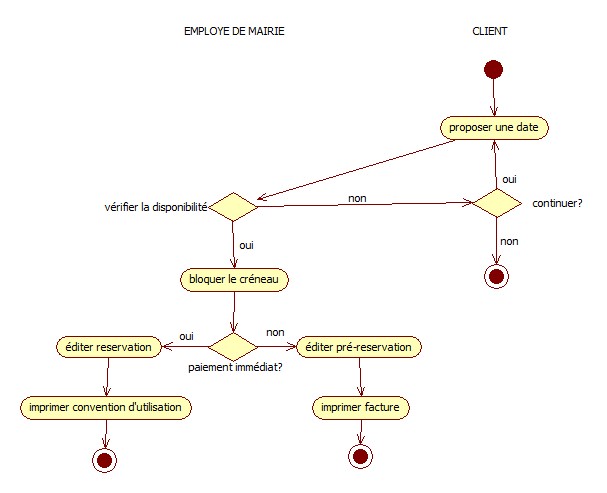 EMPLOYE DE MAIRIE
CLIENT
proposer une date
oui
vérifier la disponibilité
non
continuer?
oui
non
bloquer le créneau
oui
non
éditer reservation
éditer pré-reservation
paiement immédiat?
imprimer convention d'utilisation
imprimer facture